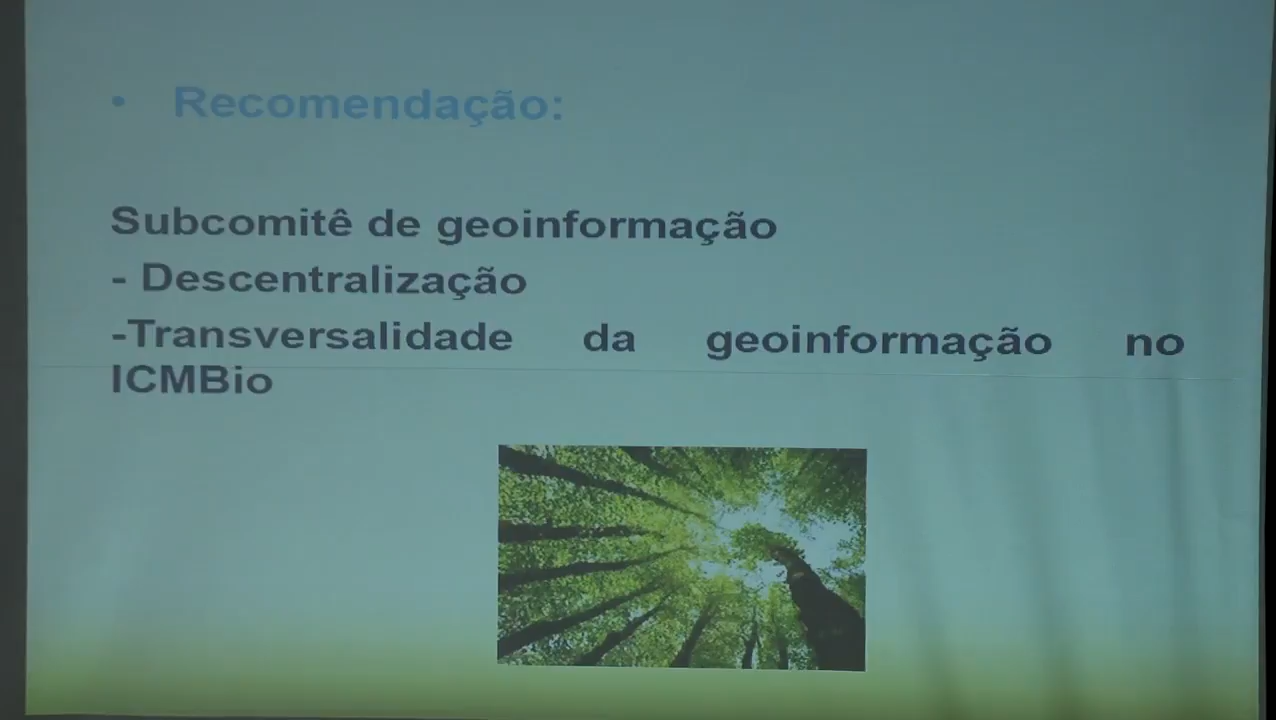 • Recomendação:
Subcomitê de geoinformação
- Descentralização
-Transversalidade da geoinformação no
ICMBio